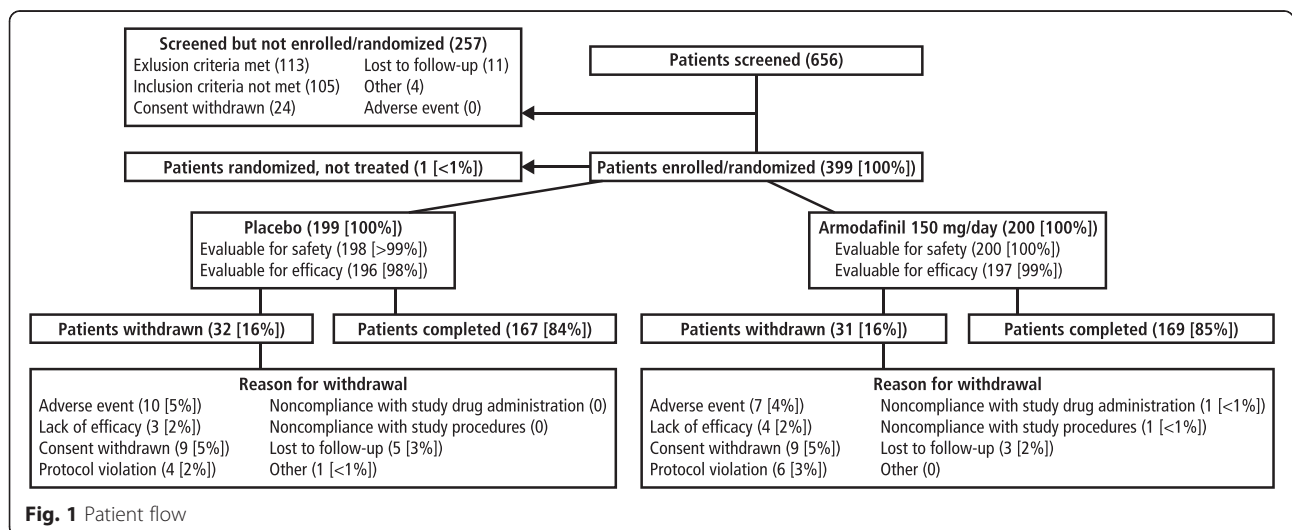 Screened but not enrolled/randomized (257)
Exlusion criteria met (113) Lost to follow-up (11)
Inclusion criteria not met (105) Other (4)
Consent withdrawn (24) Adverse event (0)
Patients screened (656)
Patients randomized, not treated (1 [<1%])
Patients enrolled/randomized (399 [100%])
Placebo (199 [100%])
Evaluable for safety (198 [>99%])
Evaluable for efficacy (196 [98%])
Armodafinil 150 mg/day (200 [100%])
Evaluable for safety (200 [100%])
Evaluable for efficacy (197 [99%])
Patients withdrawn (32 [16%])
Patients completed (167 [84%])
Patients withdrawn (31 [16%])
Patients completed (169 [85%])
Reason for withdrawal
Adverse event (10 [5%]) Noncompliance with study drug administration (0)
Lack of efficacy (3 [2%]) Noncompliance with study procedures (0)
Consent withdrawn (9 [5%]) Lost to follow-up (5 [3%])
Protocol violation (4 [2%]) Other (1 [<1%])
Reason for withdrawal
Adverse event (7 [4%]) Noncompliance with study drug administration (1 [<1%])
Lack of efficacy (4 [2%]) Noncompliance with study procedures (1 [<1%])
Consent withdrawn (9 [5%]) Lost to follow-up (3 [2%])
Protocol violation (6 [3%]) Other (0)
Fig. 1 Patient flow